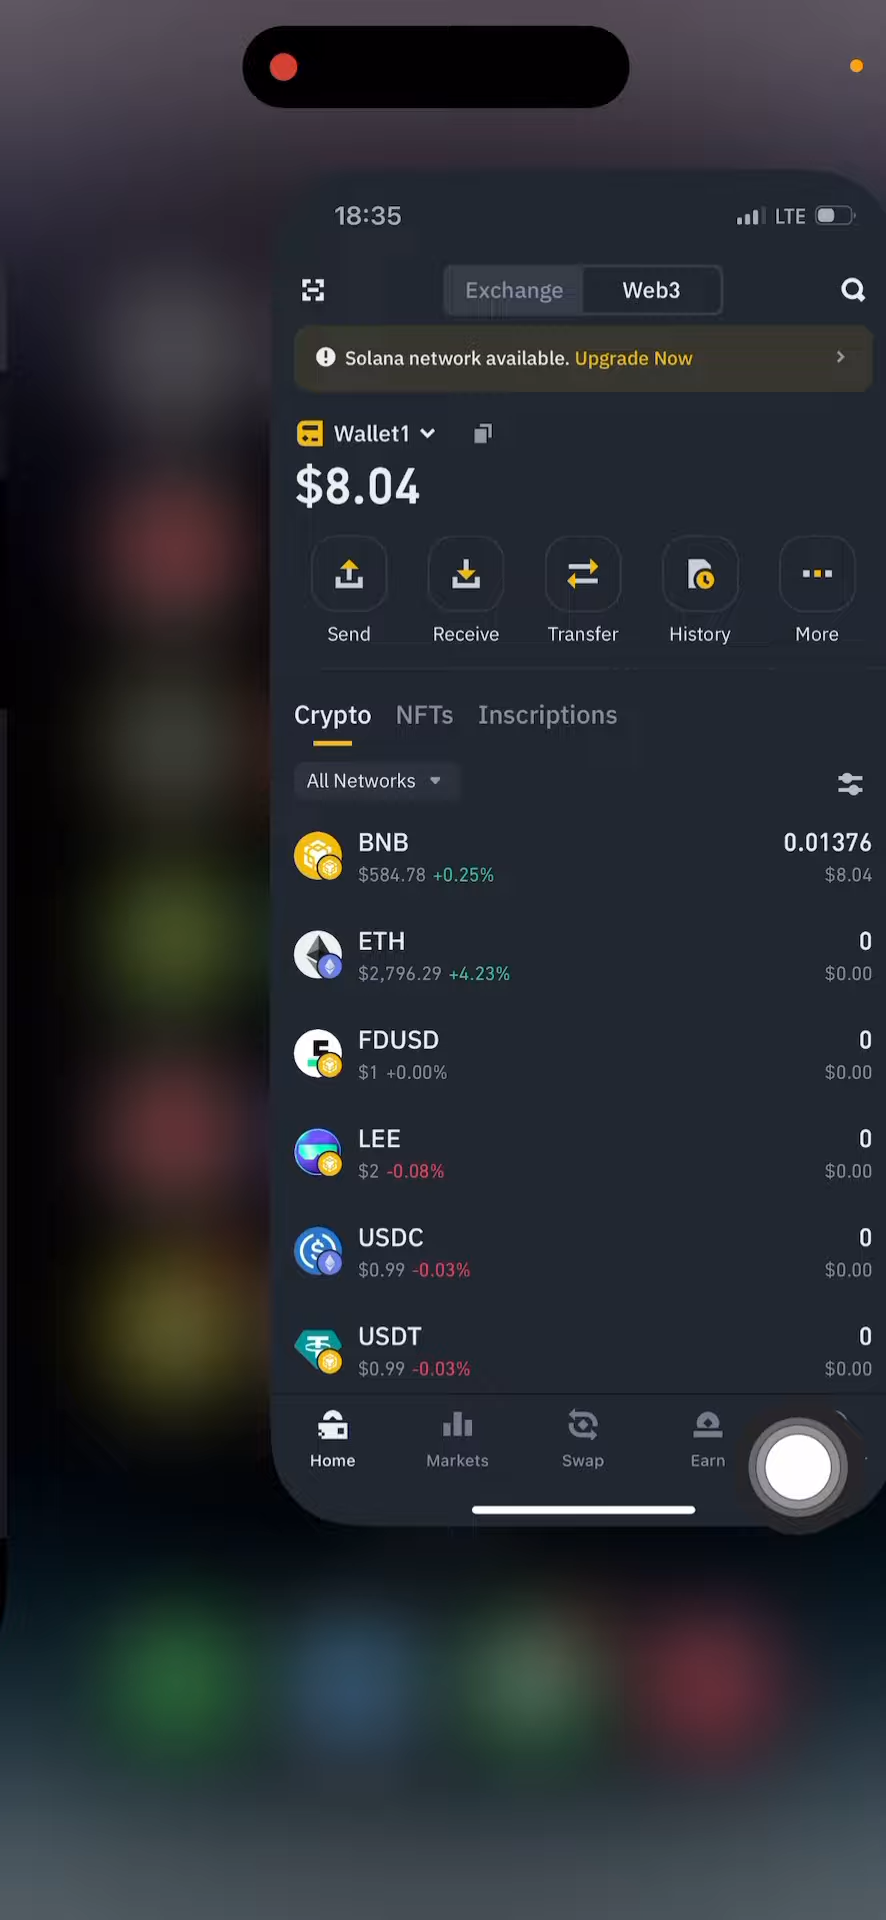 18:35
LTE
Exchange
Web3
Solana network available. Upgrade Now
Wallet1
$8.04
Send
Receive
Transfer
History
More
Crypto
NFTs
Inscriptions
All Networks
BNB
0.01376
$584.78 +0.25%
$8.04
ETH
0
$2,796.29 +4.23%
$0.00
FDUSD
0
$1 +0.00%
$0.00
LEE
0
$2 -0.08%
$0.00
USDC
0
$0.99 -0.03%
$0.00
USDT
0
$0.99 -0.03%
$0.00
Home
Markets
Swap
Earn